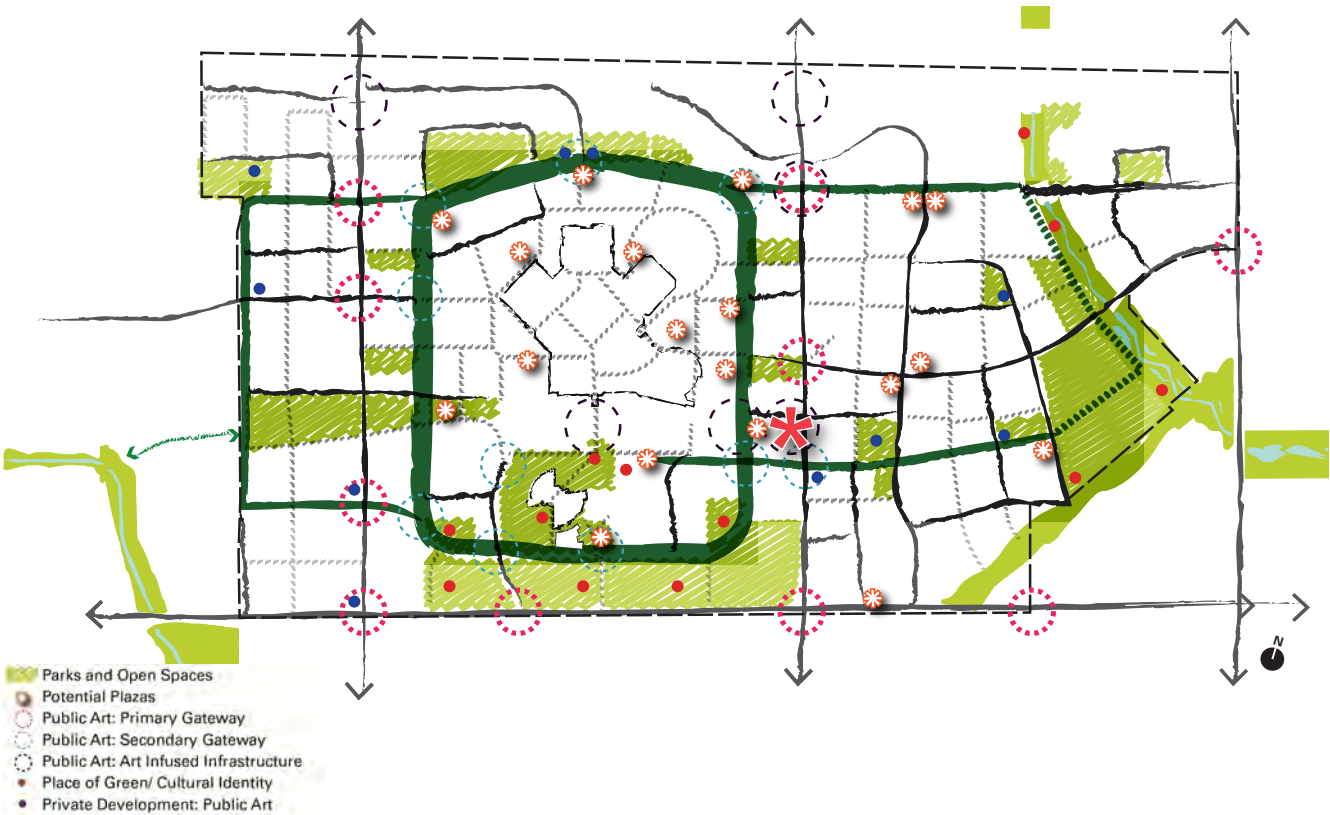 N
Parks and Open Spaces
Potential Plazas
Public Art: Primary Gateway
Public Art: Secondary Gateway
Public Art: Art Infused Infrastructure
Place of Green/ Cultural Identity
Private Development: Public Art